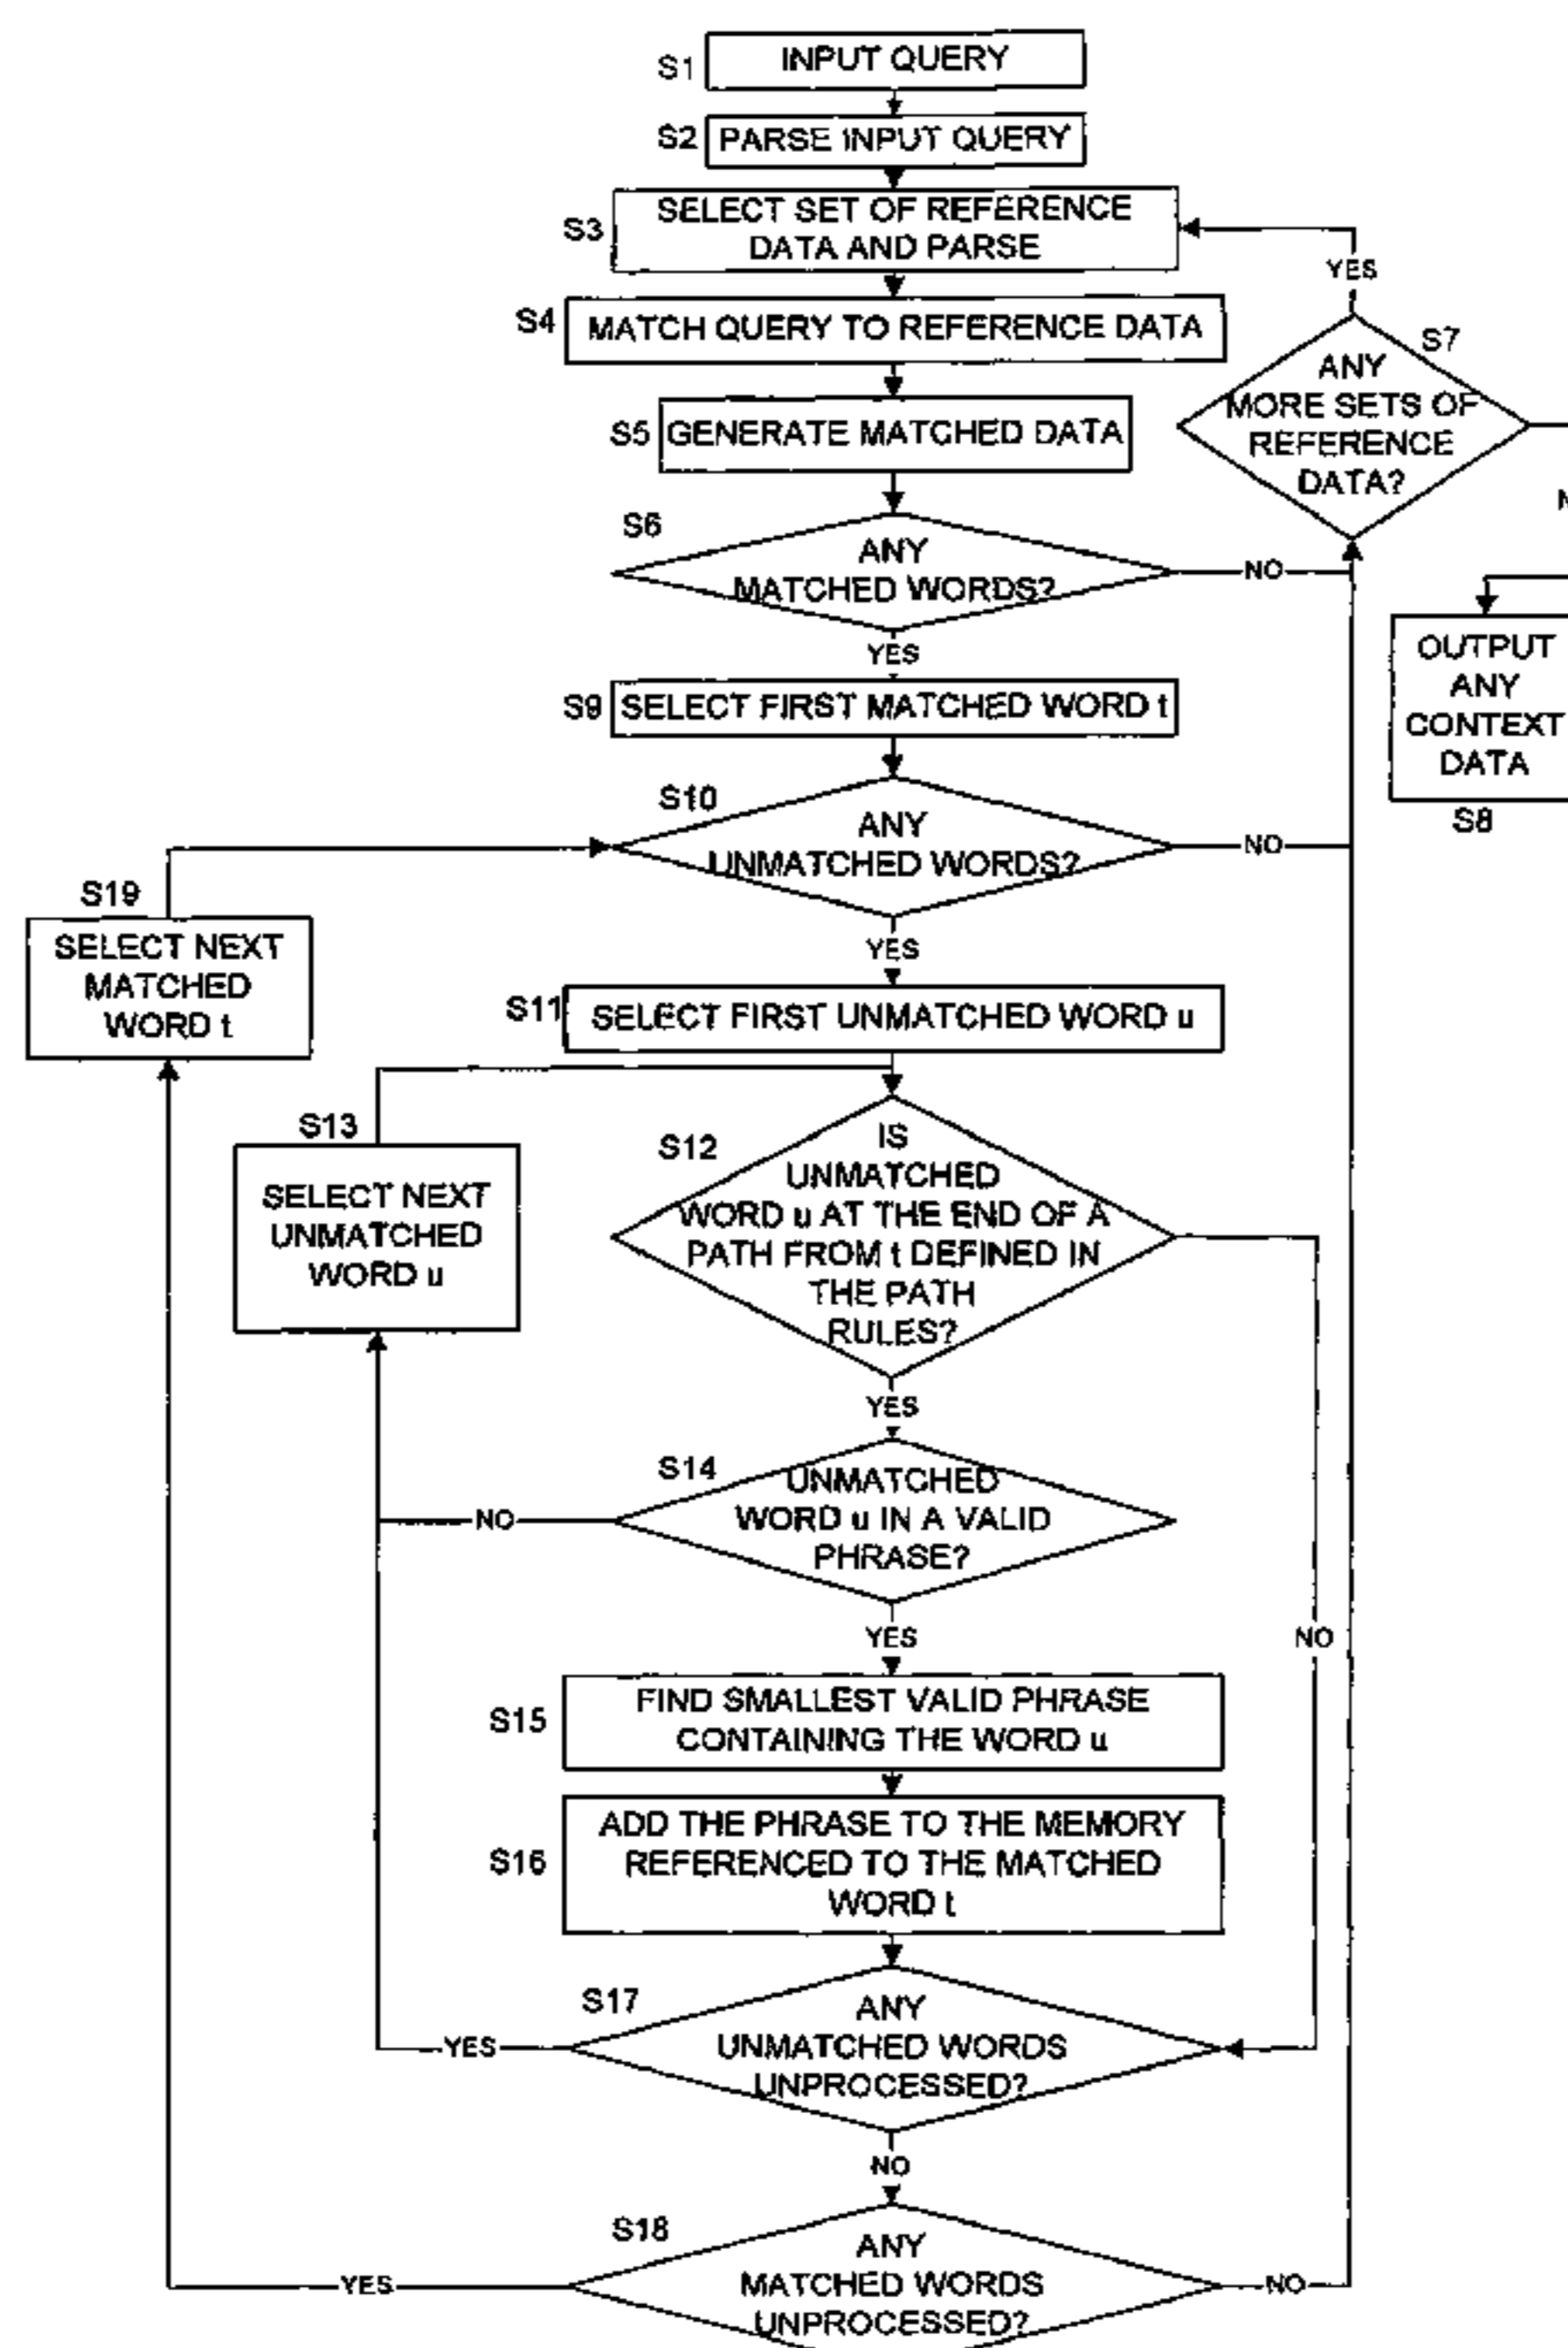 S1
INPUT QUERY
S2
PARSE INPUT QUERY
S3
SELECT SET OF REFERENCE
DATA AND PARSE
YES
S4
MATCH QUERY TO REFERENCE DATA
S7
ANY
MORE SETS OF
REFERENCE
DATA?
S5
GENERATE MATCHED DATA
S6
ANY
MATCHED WORDS?
NO
YES
OUTPUT
ANY
CONTEXT
DATA
S8
S9
SELECT FIRST MATCHED WORD t
S10
ANY
UNMATCHED WORDS?
NO
YES
S19
SELECT NEXT
MATCHED
WORD t
S11
SELECT FIRST UNMATCHED WORD u
S13
SELECT NEXT
UNMATCHED
WORD u
S12
IS
UNMATCHED
WORD u AT THE END OF A
PATH FROM t DEFINED IN
THE PATH
RULES?
YES
S14
UNMATCHED
WORD u IN A VALID
PHRASE?
NO
YES
NO
S15
FIND SMALLEST VALID PHRASE
CONTAINING THE WORD u
S16
ADD THE PHRASE TO THE MEMORY
REFERENCED TO THE MATCHED
WORD t
S17
ANY
UNMATCHED WORDS
UNPROCESSED?
YES
NO
S18
ANY
MATCHED WORDS
UNPROCESSED?
YES
NO